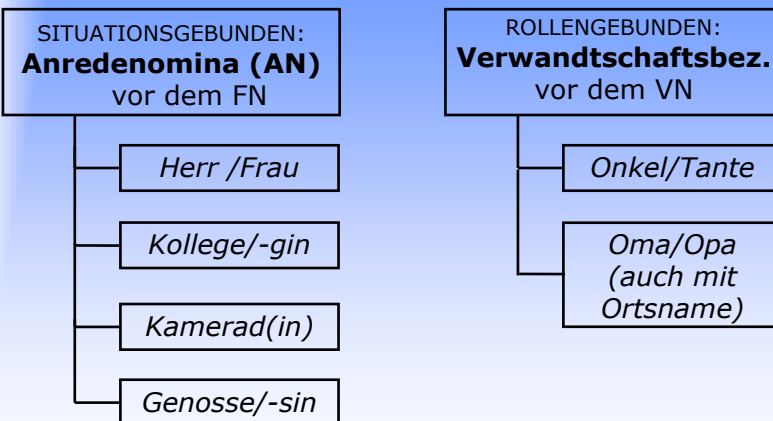 SITUATIONSGEBUNDEN:
Anredenomina (AN)
vor dem FN
Herr /Frau
Kollege/-gin
Kamerad(in)
Genosse/-sin
ROLLENGEBUNDEN:
Verwandtschaftsbez.
vor dem VN
Onkel/Tante
Oma/Opa
(auch mit
Ortsname)